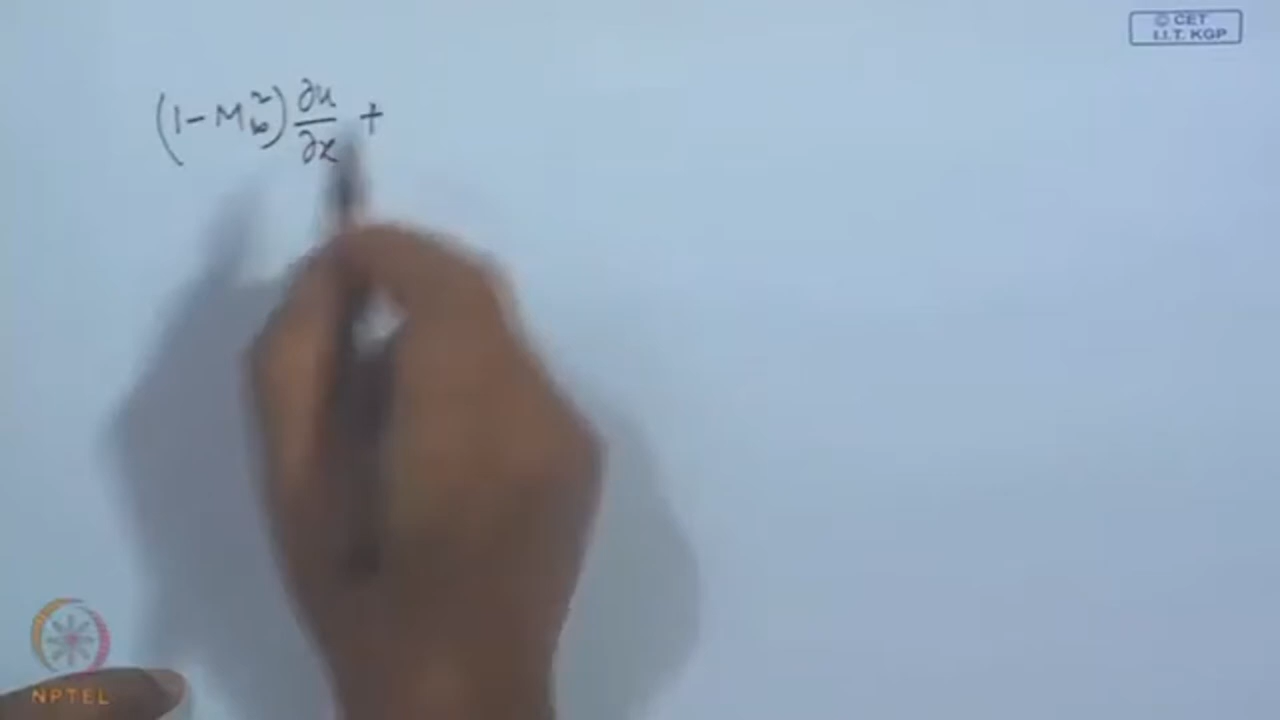 © CET
I.I.T. KGP
(1-M∞²) ∂u/∂x +
NPTEL